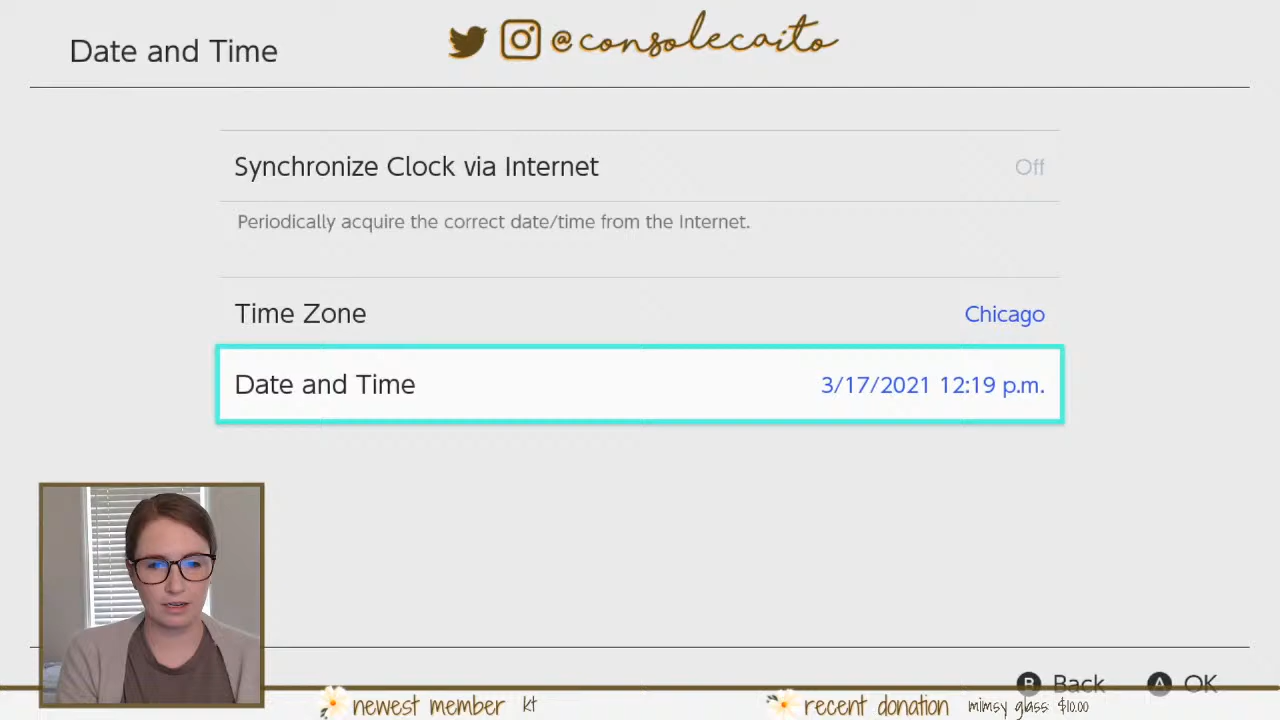 Date and Time
@consolecaito
Synchronize Clock via Internet Off
Periodically acquire the correct date/time from the Internet.
Time Zone Chicago
Date and Time 3/17/2021 12:19 p.m.
B Back A OK
newest member kt recent donation mimsy glass: $10.00